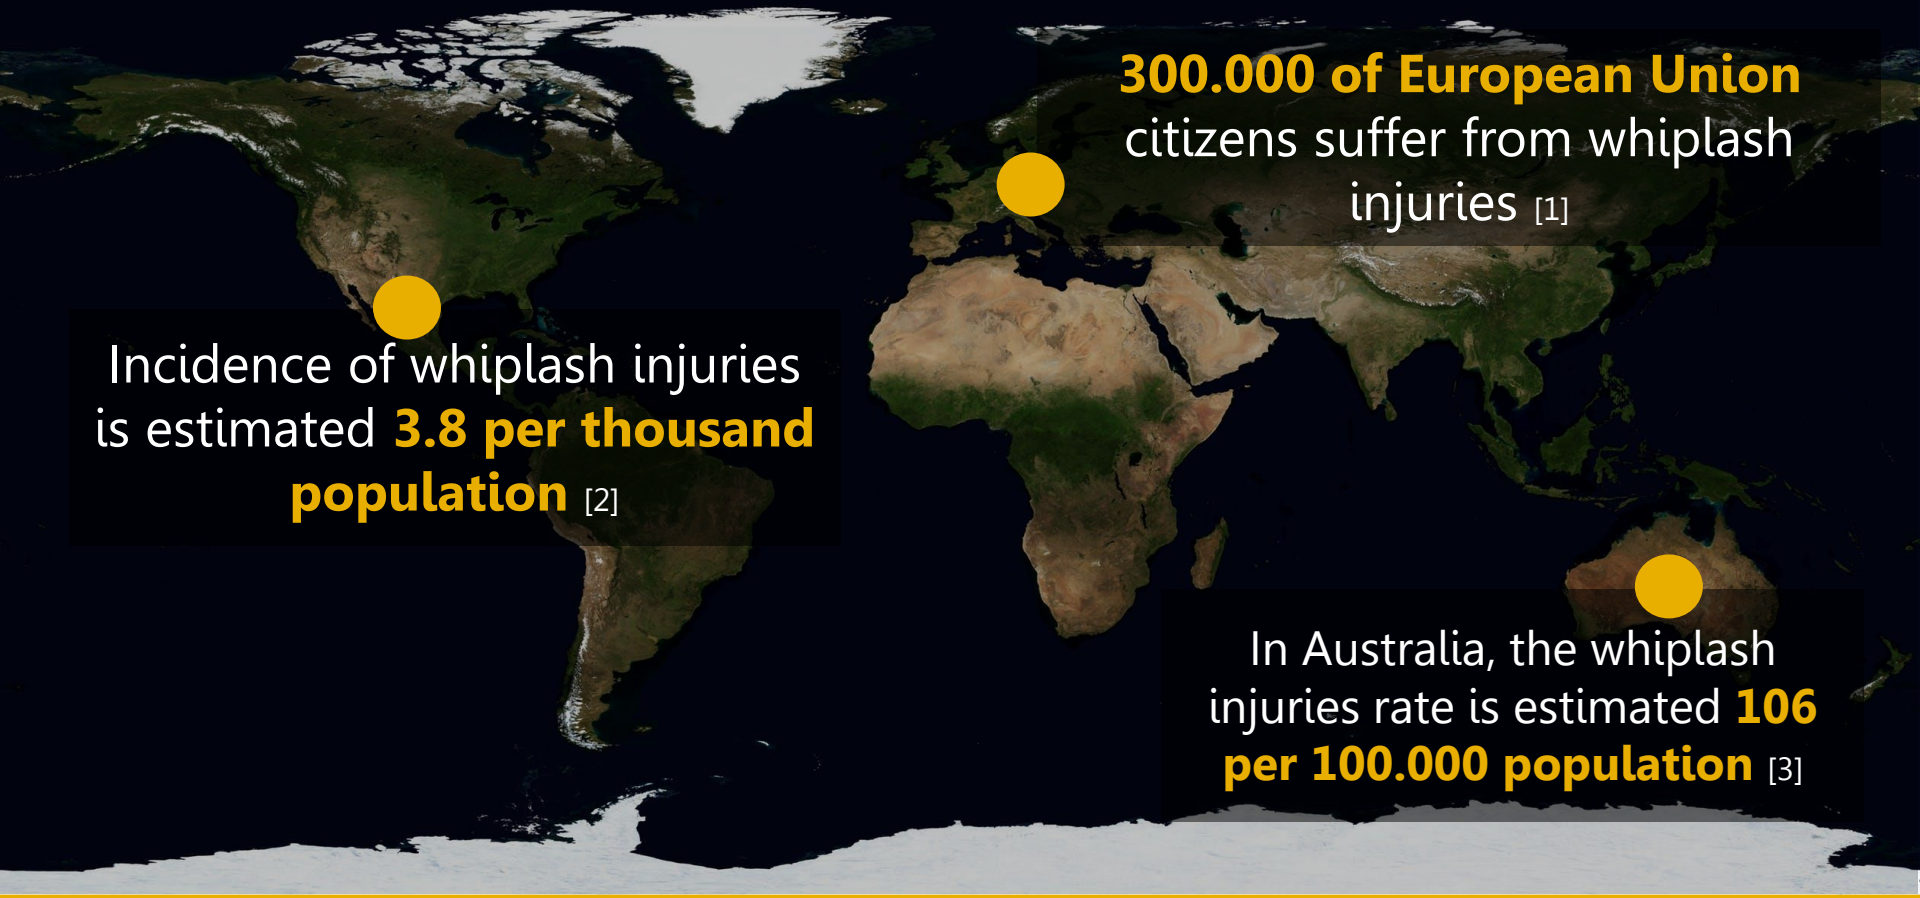 300.000 of European Union
citizens suffer from whiplash
injuries [1]
Incidence of whiplash injuries
is estimated 3.8 per thousand
population [2]
In Australia, the whiplash
injuries rate is estimated 106
per 100.000 population [3]